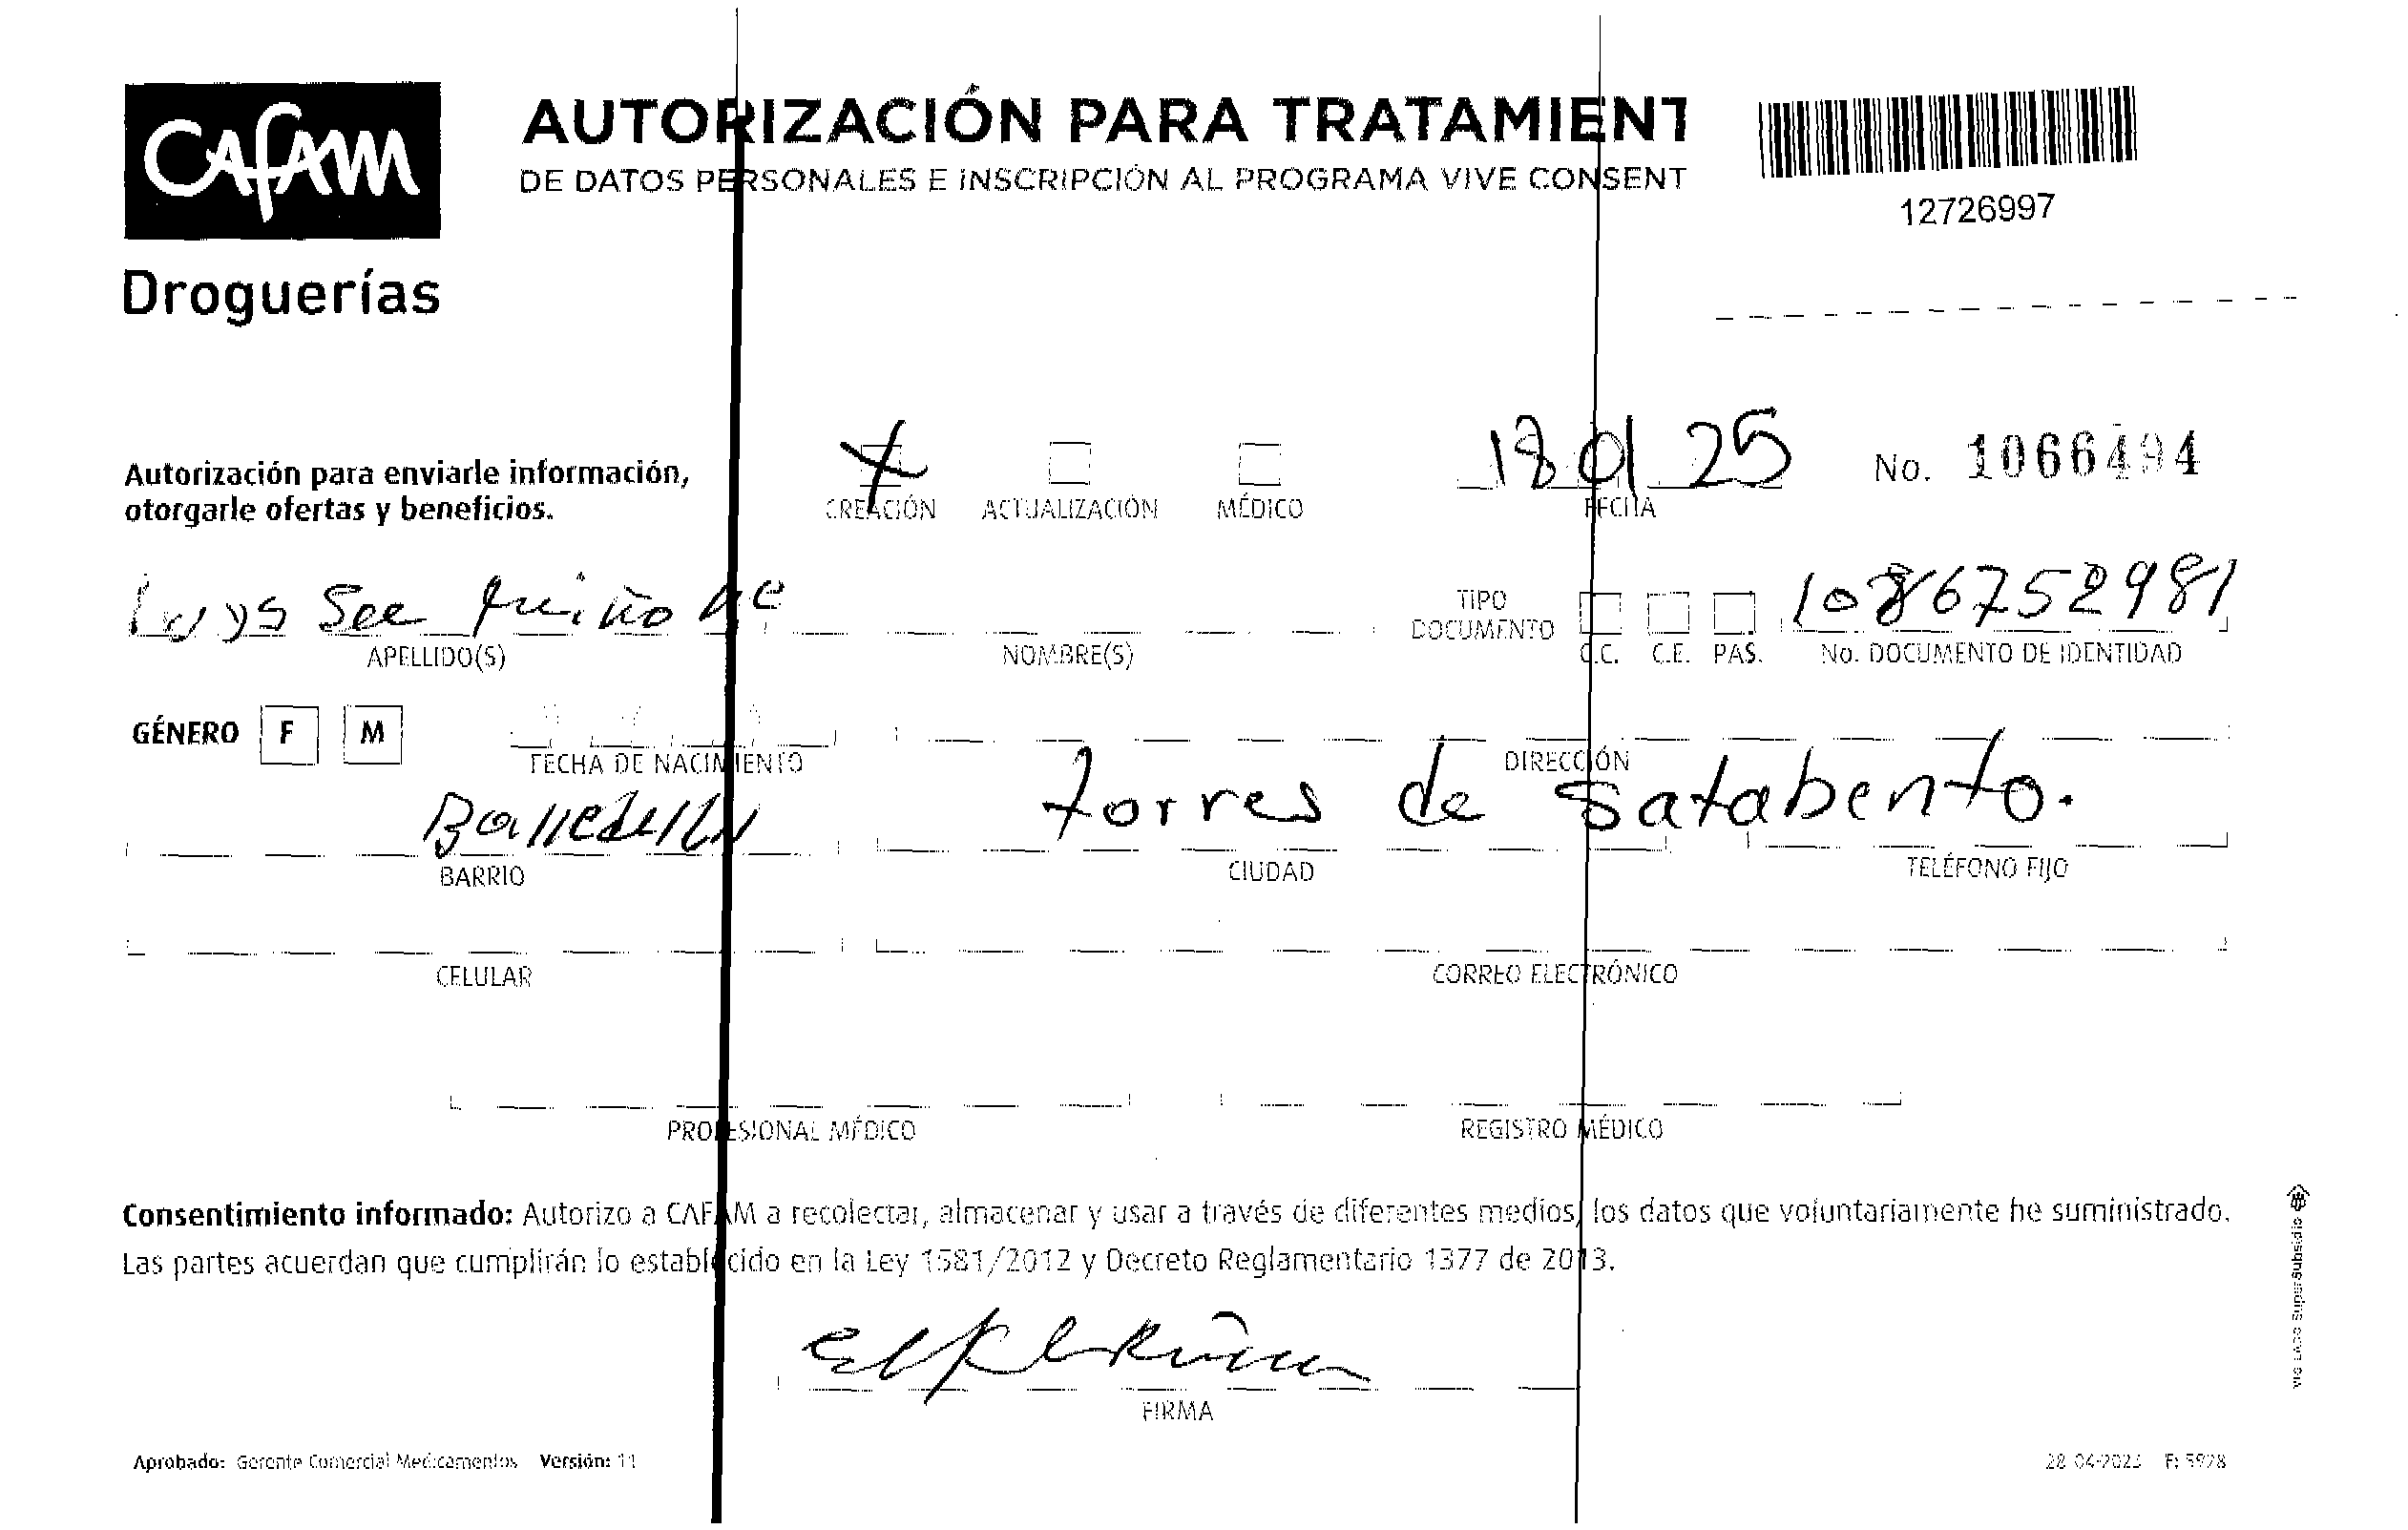 CAFAM
Droguerías
AUTORIZACIÓN PARA TRATAMIENT
DE DATOS PERSONALES E INSCRIPCIÓN AL PROGRAMA VIVE CONSENT
12726997
Autorización para enviarle información,
otorgarle ofertas y beneficios.
CREACIÓN ACTUALIZACIÓN MÉDICO
18 01 25
FECHA
No. 1066494
APELLIDO(S) NOMBRE(S)
TIPO
DOCUMENTO
C.C. C.E. PAS.
1086752981
No. DOCUMENTO DE IDENTIDAD
GÉNERO F M
FECHA DE NACIMIENTO
DIRECCIÓN
Torres de
BARRIO CIUDAD TELÉFONO FIJO
CELULAR CORREO ELECTRÓNICO
PROFESIONAL MÉDICO REGISTRO MÉDICO
Consentimiento informado: Autorizo a CAFAM a recolectar, almacenar y usar a través de diferentes medios, los datos que voluntariamente he suministrado.
Las partes acuerdan que cumplirán lo establecido en la Ley 1581/2012 y Decreto Reglamentario 1377 de 2013.
FIRMA
Aprobado: Gerente Comercial Medicamentos Versión: 11
F: 5978